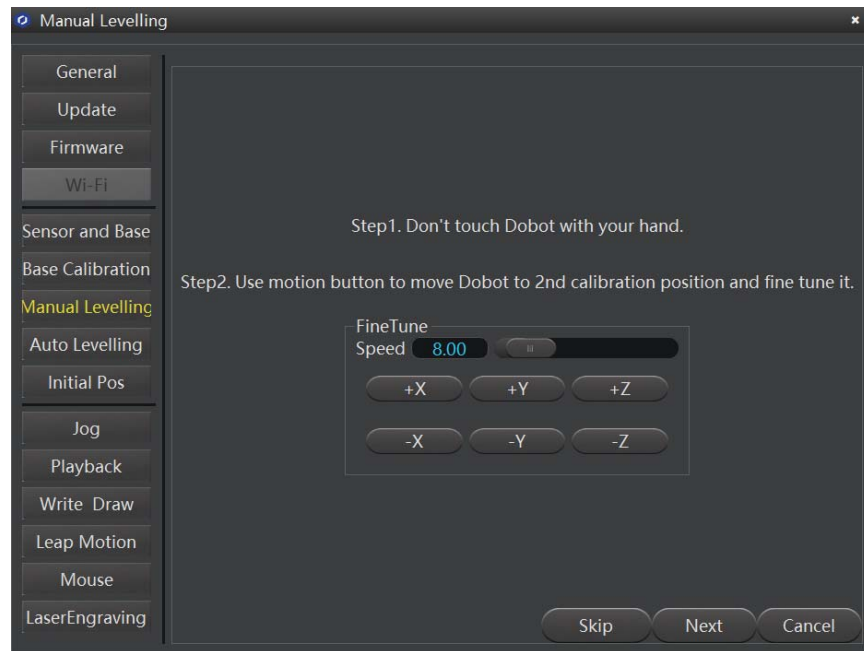 Manual Levelling
General
Update
Firmware
Wi-Fi
Sensor and Base
Base Calibration
Manual Levelling
Auto Levelling
Initial Pos
Jog
Playback
Write Draw
Leap Motion
Mouse
LaserEngraving
Step1. Don't touch Dobot with your hand.
Step2. Use motion button to move Dobot to 2nd calibration position and fine tune it.
FineTune
Speed 8.00
+X +Y +Z
-X -Y -Z
Skip Next Cancel